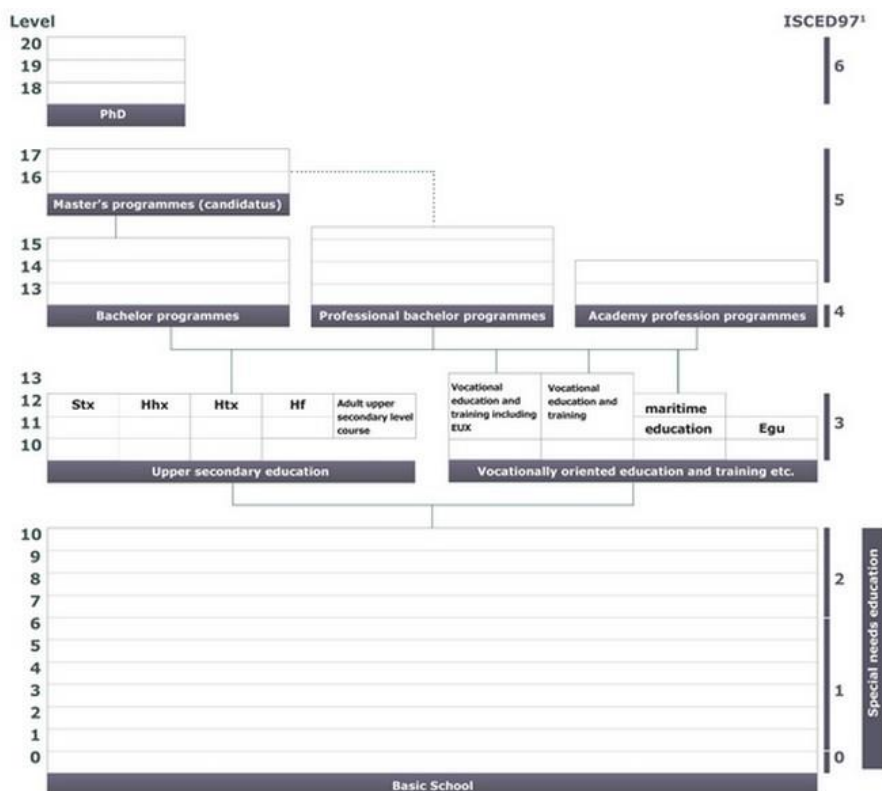 Level
ISCED97¹
20
19
18
6
PhD
17
16
5
Master's programmes (candidatus)
15
14
13
Bachelor programmes
Professional bachelor programmes
Academy profession programmes
4
13
12
11
10
Stx
Hhx
Htx
Hf
Adult upper
secondary level
course
Vocational
education and
training including
EUX
Vocational
education and
training
maritime
education
Egu
3
Upper secondary education
Vocationally oriented education and training etc.
10
9
8
7
6
5
4
3
2
1
0
2
1
0
Special needs education
Basic School